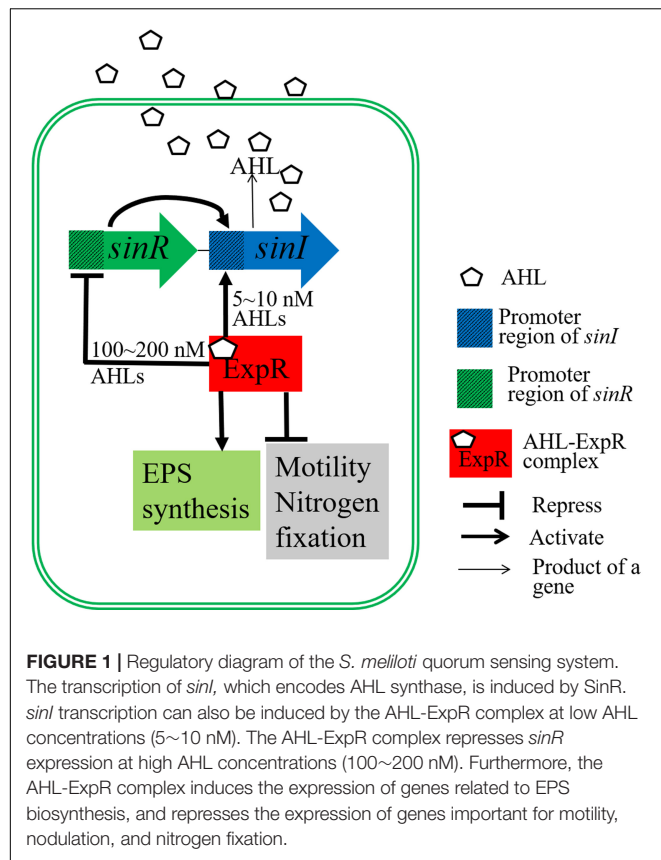 AHL
sinR
sinI
5~10 nM
AHLs
100~200 nM
AHLs
ExpR
EPS
synthesis
Motility
Nitrogen
fixation
AHL
Promoter
region of sinI
Promoter
region of sinR
ExpR
AHL-ExpR
complex
Repress
Activate
Product of a
gene
FIGURE 1 | Regulatory diagram of the S. meliloti quorum sensing system.
The transcription of sinI, which encodes AHL synthase, is induced by SinR.
sinI transcription can also be induced by the AHL-ExpR complex at low AHL
concentrations (5~10 nM). The AHL-ExpR complex represses sinR
expression at high AHL concentrations (100~200 nM). Furthermore, the
AHL-ExpR complex induces the expression of genes related to EPS
biosynthesis, and represses the expression of genes important for motility,
nodulation, and nitrogen fixation.